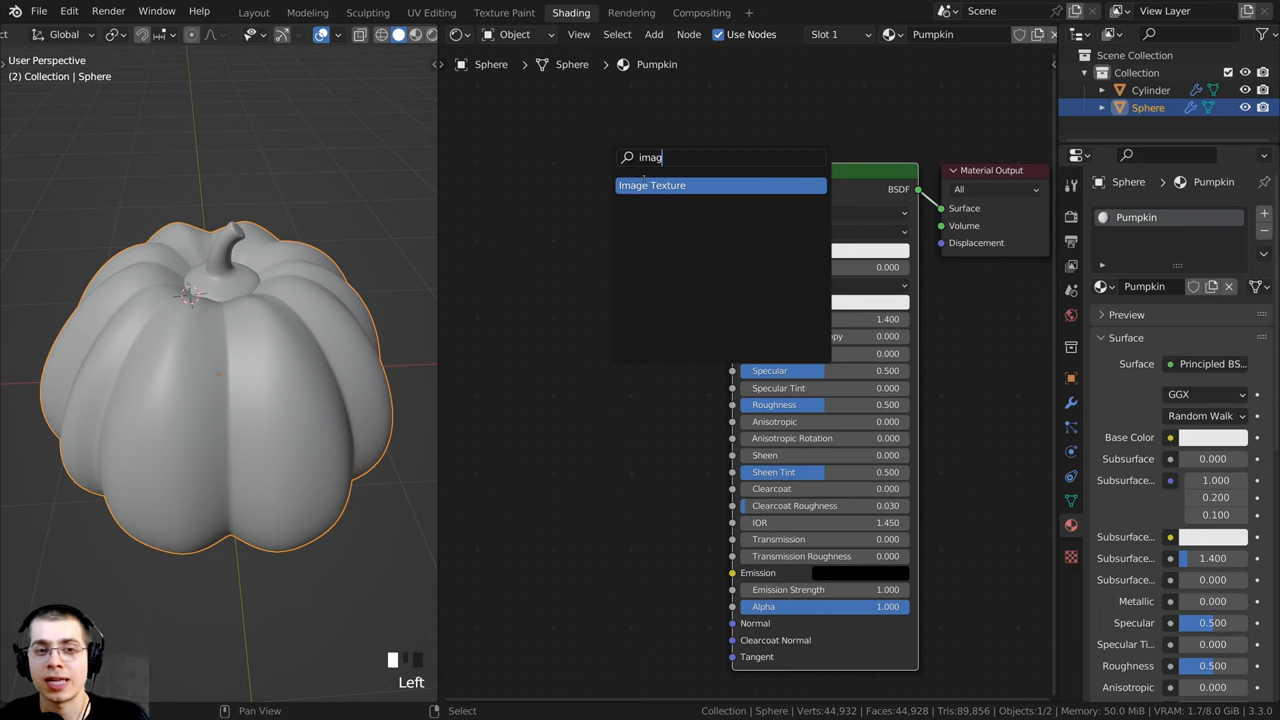 File Edit Render Window Help
Layout Modeling Sculpting UV Editing Texture Paint Shading Rendering Compositing
Scene
View Layer
Global
Object
View Select Add Node
Use Nodes
Slot 1
Pumpkin
User Perspective
(2) Collection | Sphere
Sphere
Sphere
Pumpkin
Scene Collection
Collection
Cylinder
Sphere
imag
Image Texture
BSDF
0.000
1.400
opy 0.000
0.000
Specular 0.500
Specular Tint 0.000
Roughness 0.500
Anisotropic 0.000
Anisotropic Rotation 0.000
Sheen 0.000
Sheen Tint 0.500
Clearcoat 0.000
Clearcoat Roughness 0.030
IOR 1.450
Transmission 0.000
Transmission Roughness 0.000
Emission
Emission Strength 1.000
Alpha 1.000
Normal
Clearcoat Normal
Tangent
Material Output
All
Surface
Volume
Displacement
Sphere
Pumpkin
Pumpkin
Pumpkin
Preview
Surface
Surface Principled BS...
GGX
Random Walk
Base Color
Subsurface 0.000
Subsurface... 1.000
0.200
0.100
Subsurface...
Subsurface... 1.400
Subsurface... 0.000
Metallic 0.000
Specular 0.500
Specular Ti... 0.000
Roughness 0.500
Anisotropic 0.000
Left
Pan View
Select
Collection | Sphere | Verts:44,932 | Faces:44,928 | Tris:89,856 | Objects:1/2 | Memory: 50.0 MiB | VRAM: 1.7/8.0 GiB | 3.3.0